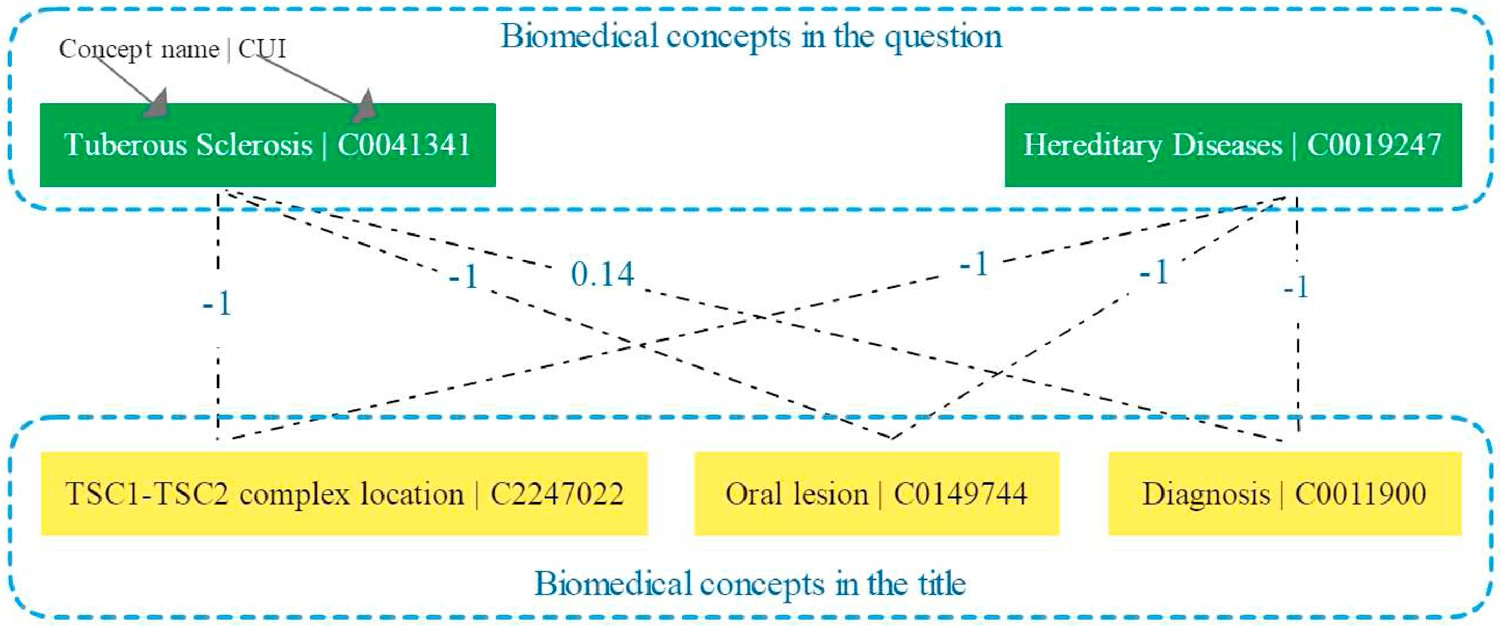 Biomedical concepts in the question
Concept name | CUI
Tuberous Sclerosis | C0041341
Hereditary Diseases | C0019247
-1
-1
0.14
-1
-1
-1
TSC1-TSC2 complex location | C2247022
Oral lesion | C0149744
Diagnosis | C0011900
Biomedical concepts in the title